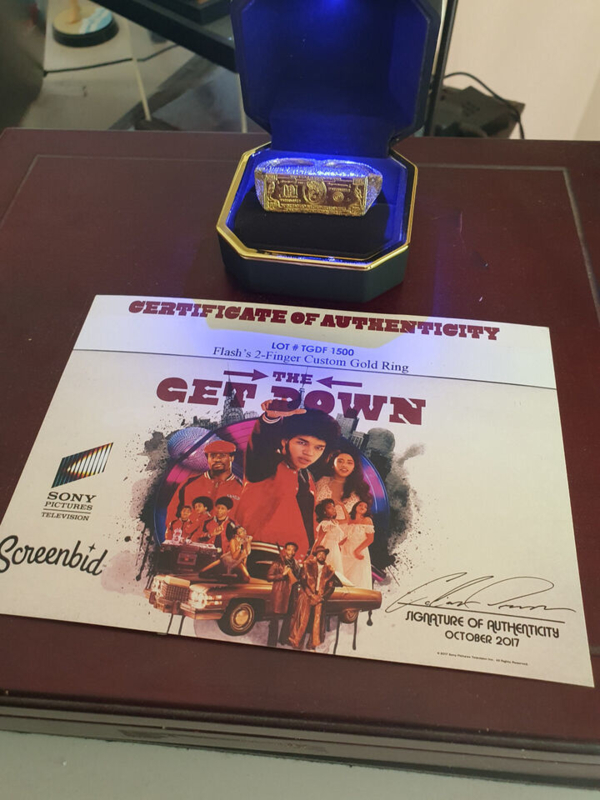 100
CERTIFICATE OF AUTHENTICITY
LOT # TGDF 1500
Flash's 2-Finger Custom Gold Ring
THE
GET DOWN
SONY
PICTURES
TELEVISION
Screenbid
SIGNATURE OF AUTHENTICITY
OCTOBER 2017